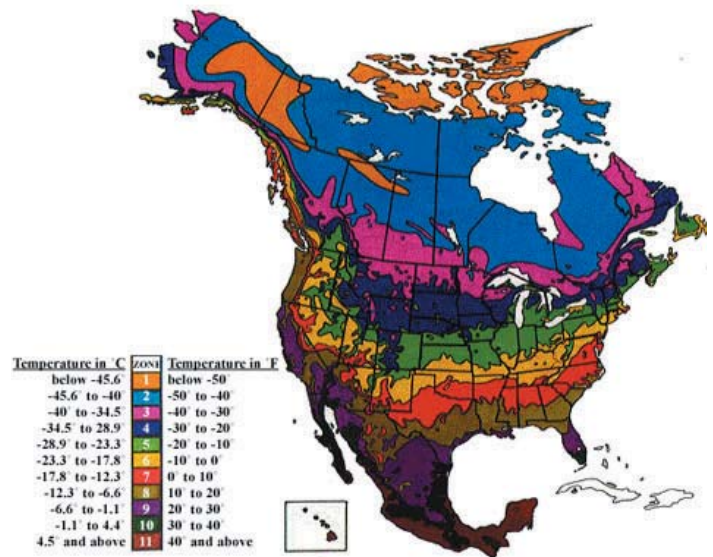 Temperature in °C ZONE Temperature in °F
below -45.6° 1 below -50°
-45.6° to -40° 2 -50° to -40°
-40° to -34.5° 3 -40° to -30°
-34.5° to 28.9° 4 -30° to -20°
-28.9° to -23.3° 5 -20° to -10°
-23.3° to -17.8° 6 -10° to 0°
-17.8° to -12.3° 7 0° to 10°
-12.3° to -6.6° 8 10° to 20°
-6.6° to -1.1° 9 20° to 30°
-1.1° to 4.4° 10 30° to 40°
4.5° and above 11 40° and above